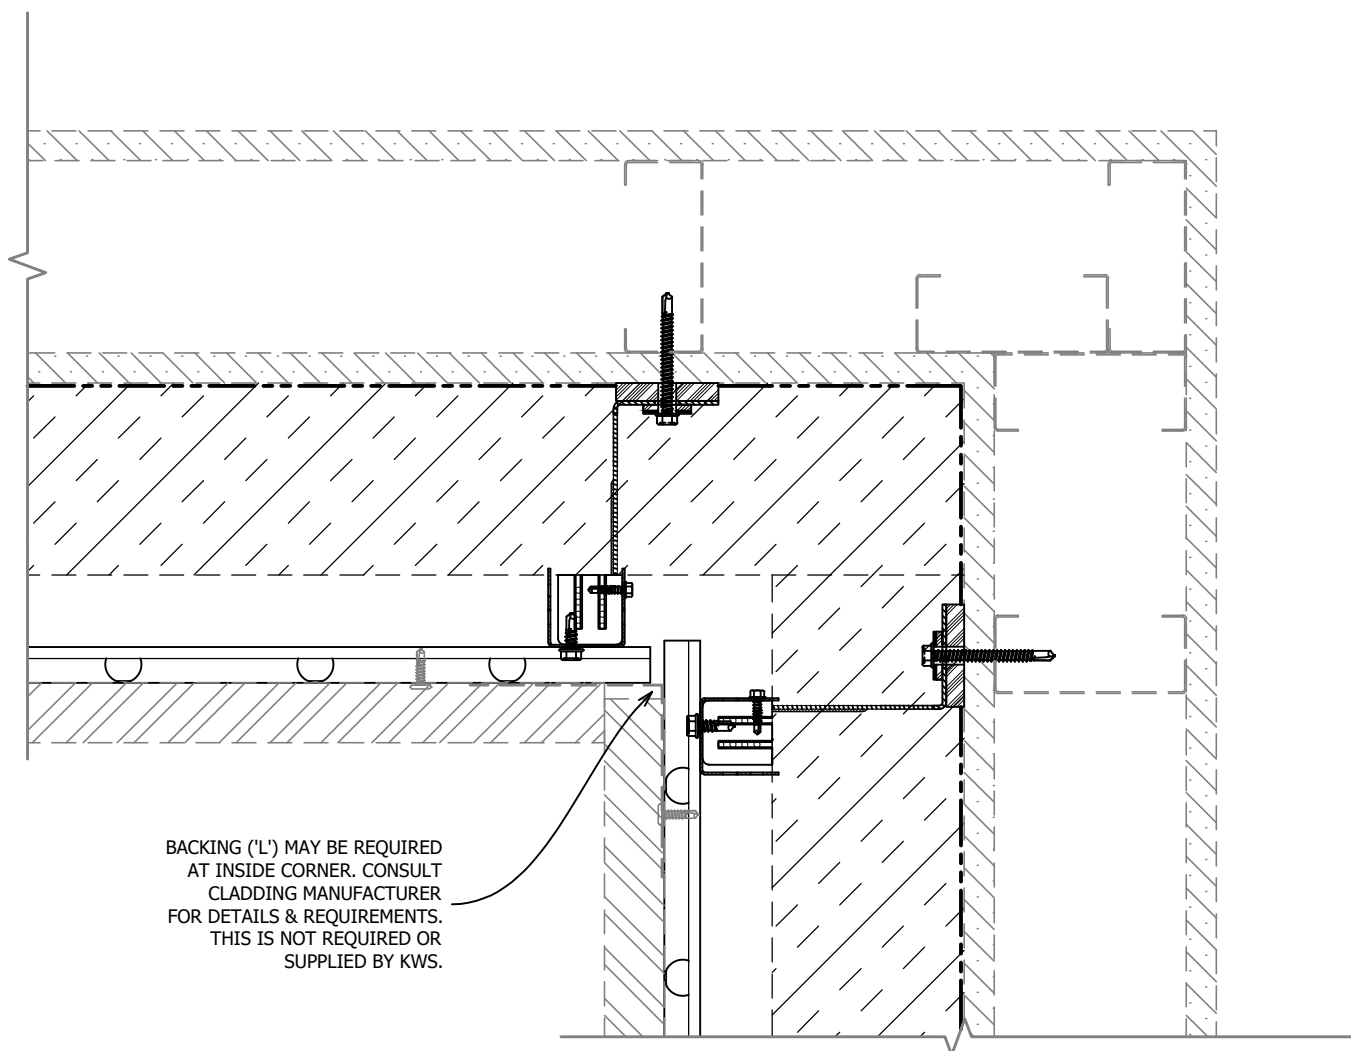 BACKING ('L') MAY BE REQUIRED
AT INSIDE CORNER. CONSULT
CLADDING MANUFACTURER
FOR DETAILS & REQUIREMENTS.
THIS IS NOT REQUIRED OR
SUPPLIED BY KWS.